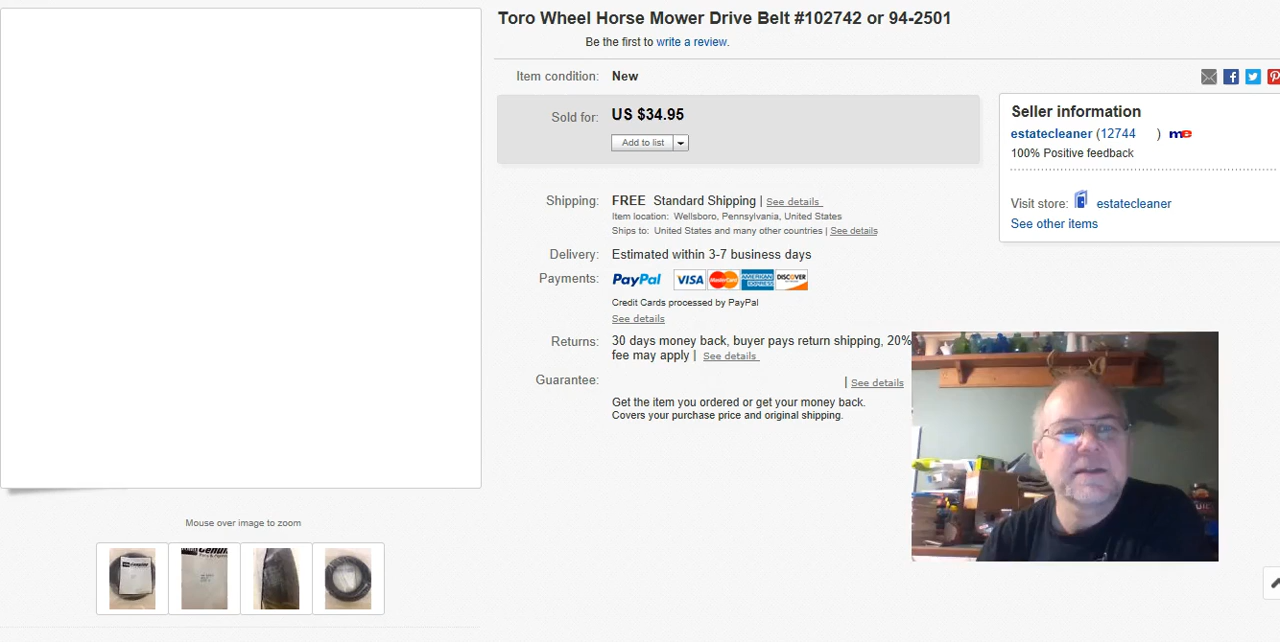 Toro Wheel Horse Mower Drive Belt #102742 or 94-2501
Be the first to write a review.
Item condition: New
Sold for: US $34.95
Add to list
Shipping: FREE Standard Shipping | See details
Item location: Wellsboro, Pennsylvania, United States
Ships to: United States and many other countries | See details
Delivery: Estimated within 3-7 business days
Payments: PayPal VISA MasterCard AMERICAN EXPRESS DISCOVER
Credit Cards processed by PayPal
See details
Returns: 30 days money back, buyer pays return shipping, 20%
fee may apply | See details
Guarantee: | See details
Get the item you ordered or get your money back.
Covers your purchase price and original shipping.
Seller information
estatecleaner (12744 ) me
100% Positive feedback
Visit store: estatecleaner
See other items
Mouse over image to zoom